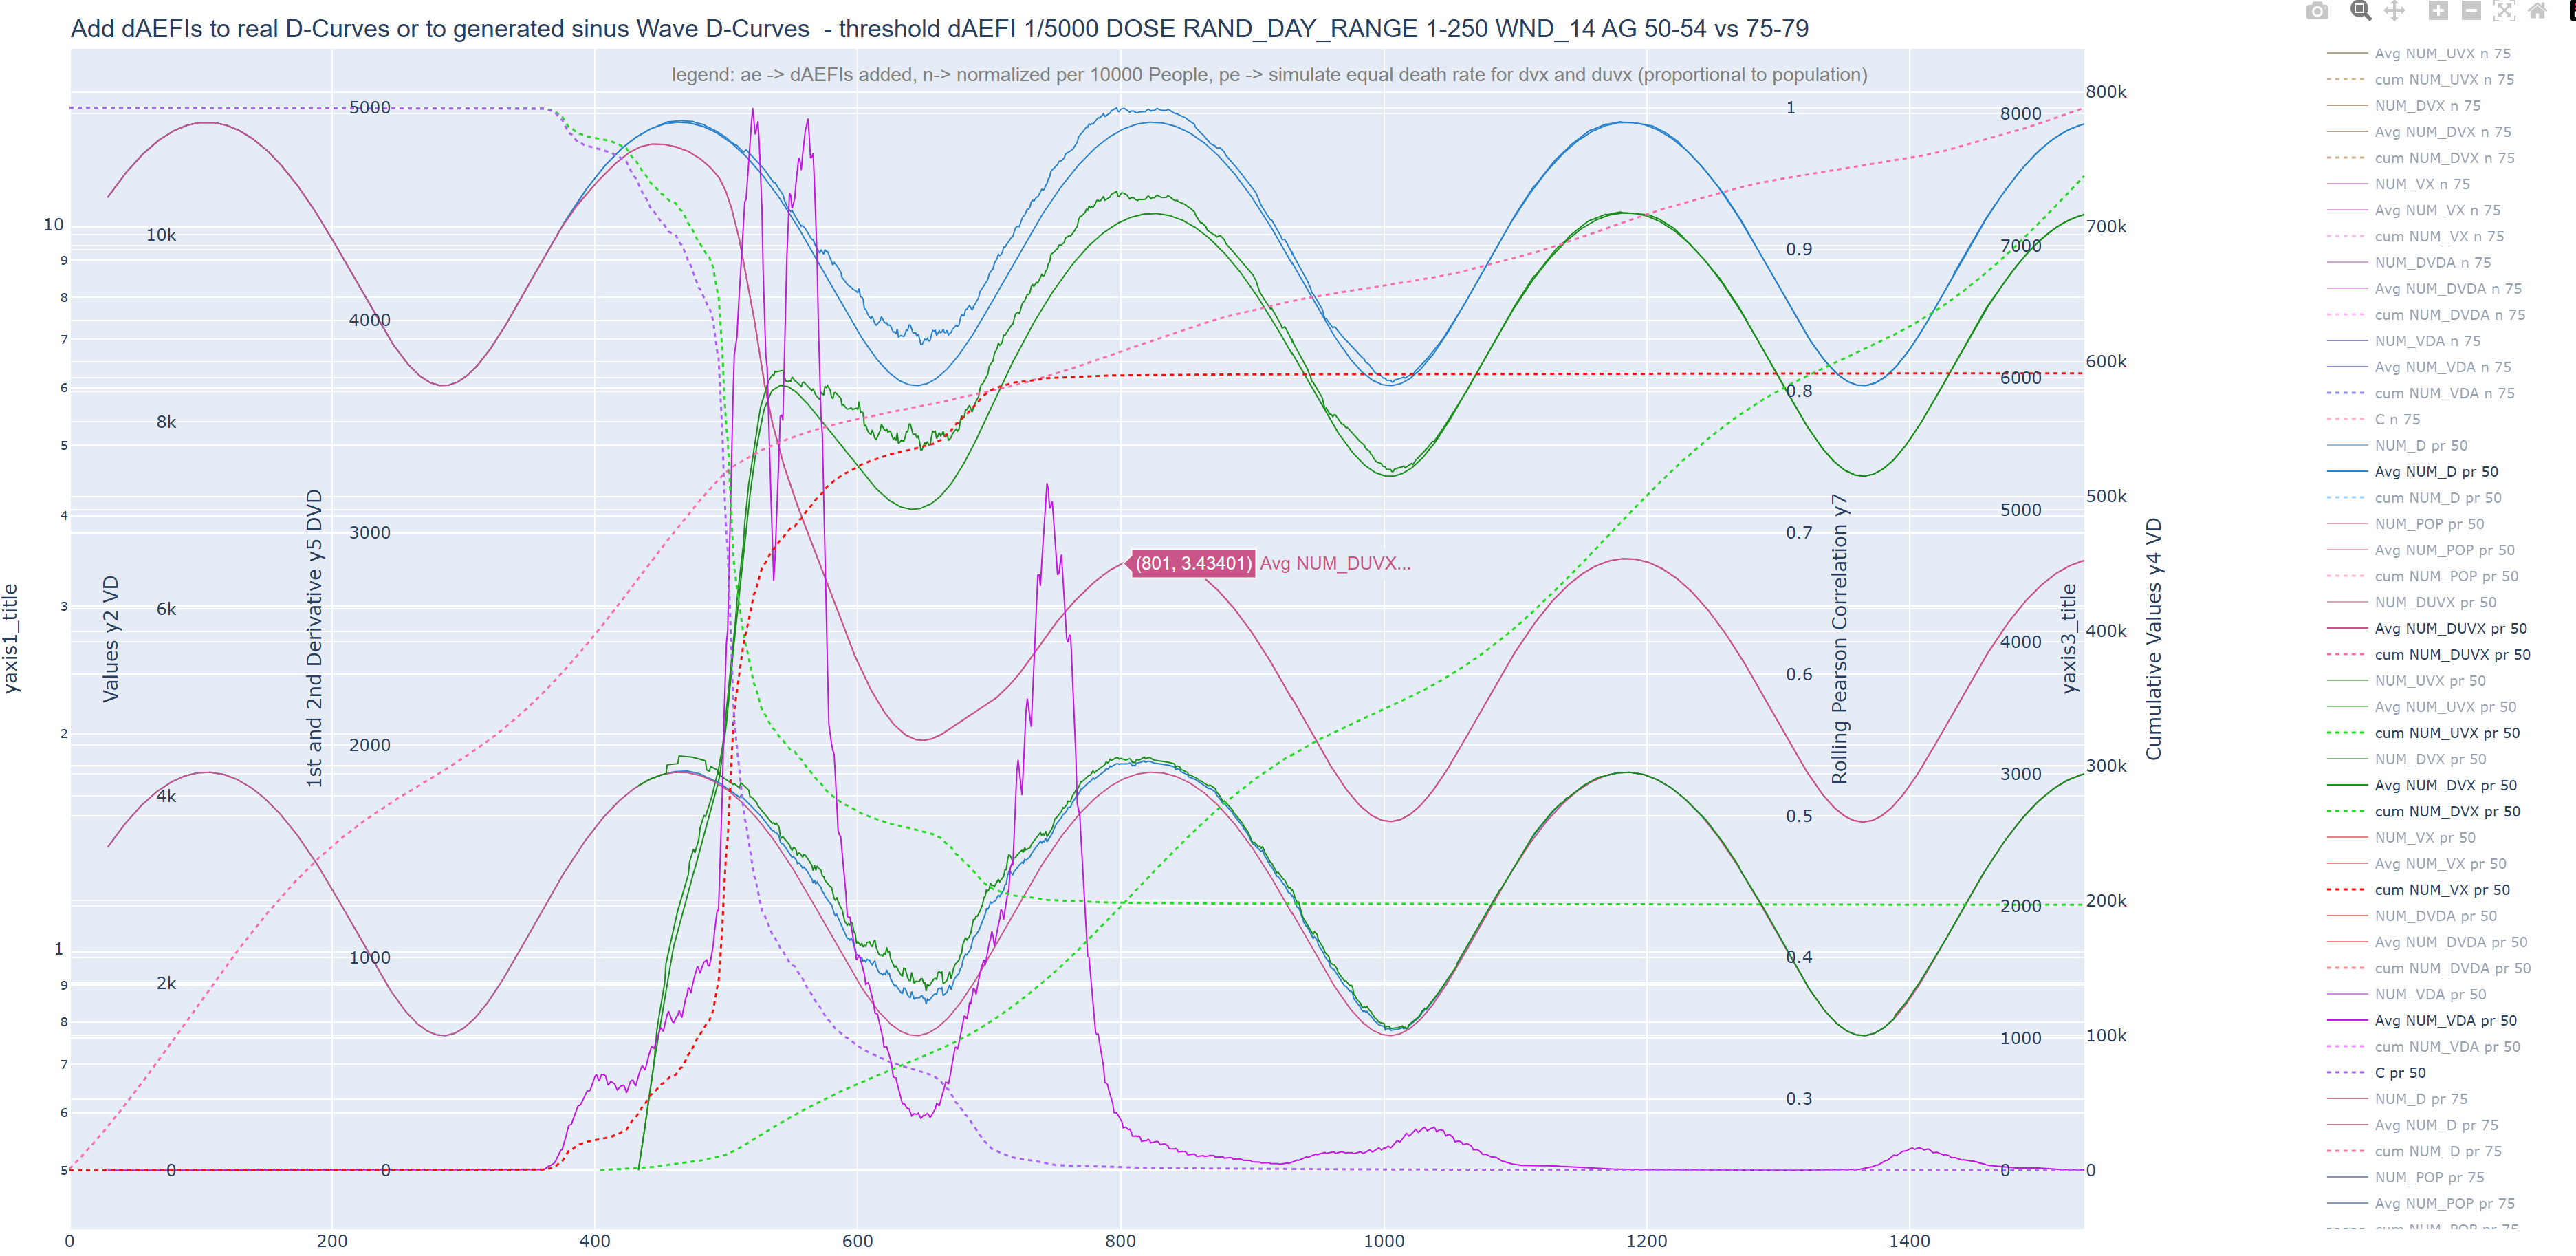 Add dAEFIs to real D-Curves or to generated sinus Wave D-Curves - threshold dAEFI 1/5000 DOSE RAND_DAY_RANGE 1-250 WND_14 AG 50-54 vs 75-79
legend: ae -> dAEFIs added, n-> normalized per 10000 People, pe -> simulate equal death rate for dvx and duvx (proportional to population)
yaxis1_title
10
9
8
7
6
5
4
3
2
1
9
8
7
6
5
Values y2 VD
10k
8k
6k
4k
2k
0
1st and 2nd Derivative y5 DVD
5000
4000
3000
2000
1000
0
(801, 3.43401) Avg NUM_DUVX...
Rolling Pearson Correlation y7
1
0.9
0.8
0.7
0.6
0.5
0.4
0.3
yaxis3_title
8000
7000
6000
5000
4000
3000
2000
1000
0
Cumulative Values y4 VD
800k
700k
600k
500k
400k
300k
200k
100k
0
0 200 400 600 800 1000 1200 1400
Avg NUM_UVX n 75
cum NUM_UVX n 75
NUM_DVX n 75
Avg NUM_DVX n 75
cum NUM_DVX n 75
NUM_VX n 75
Avg NUM_VX n 75
cum NUM_VX n 75
NUM_DVDA n 75
Avg NUM_DVDA n 75
cum NUM_DVDA n 75
NUM_VDA n 75
Avg NUM_VDA n 75
cum NUM_VDA n 75
C n 75
NUM_D pr 50
Avg NUM_D pr 50
cum NUM_D pr 50
NUM_POP pr 50
Avg NUM_POP pr 50
cum NUM_POP pr 50
NUM_DUVX pr 50
Avg NUM_DUVX pr 50
cum NUM_DUVX pr 50
NUM_UVX pr 50
Avg NUM_UVX pr 50
cum NUM_UVX pr 50
NUM_DVX pr 50
Avg NUM_DVX pr 50
cum NUM_DVX pr 50
NUM_VX pr 50
Avg NUM_VX pr 50
cum NUM_VX pr 50
NUM_DVDA pr 50
Avg NUM_DVDA pr 50
cum NUM_DVDA pr 50
NUM_VDA pr 50
Avg NUM_VDA pr 50
cum NUM_VDA pr 50
C pr 50
NUM_D pr 75
Avg NUM_D pr 75
cum NUM_D pr 75
NUM_POP pr 75
Avg NUM_POP pr 75
cum NUM_POP pr 75